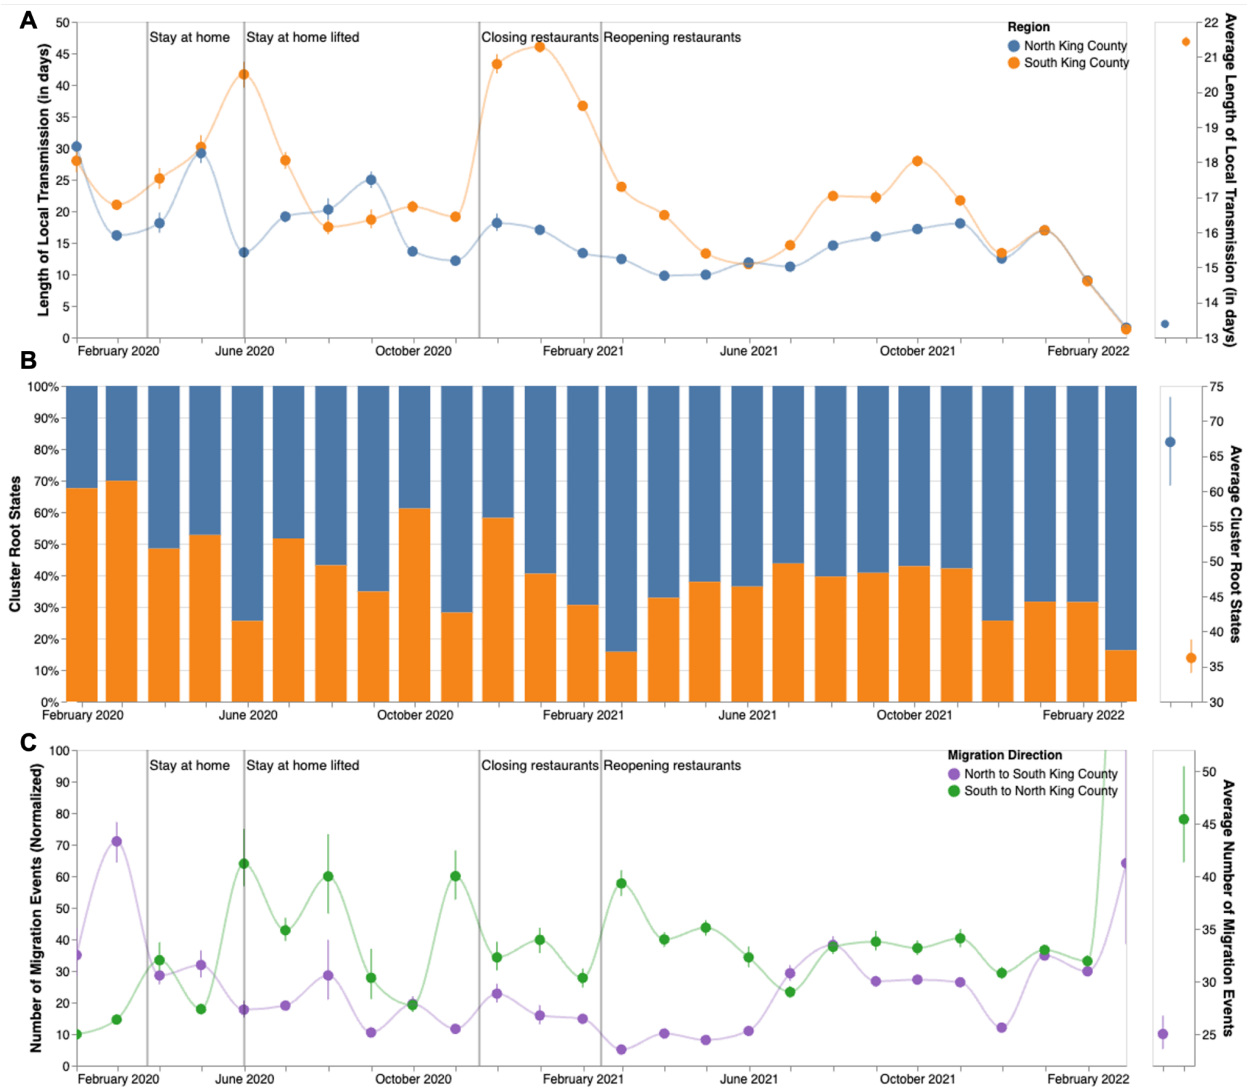 A
Length of Local Transmission (in days)
50
45
40
35
30
25
20
15
10
5
0
Stay at home
Stay at home lifted
Closing restaurants
Reopening restaurants
Region
North King County
South King County
February 2020
June 2020
October 2020
February 2021
June 2021
October 2021
February 2022
22
21
20
19
18
17
16
15
14
13
Average Length of Local Transmission (in days)
B
Cluster Root States
100%
90%
80%
70%
60%
50%
40%
30%
20%
10%
0%
February 2020
June 2020
October 2020
February 2021
June 2021
October 2021
February 2022
75
70
65
60
55
50
45
40
35
30
Average Cluster Root States
C
Number of Migration Events (Normalized)
100
90
80
70
60
50
40
30
20
10
0
Stay at home
Stay at home lifted
Closing restaurants
Reopening restaurants
Migration Direction
North to South King County
South to North King County
February 2020
June 2020
October 2020
February 2021
June 2021
October 2021
February 2022
50
45
40
35
30
25
Average Number of Migration Events